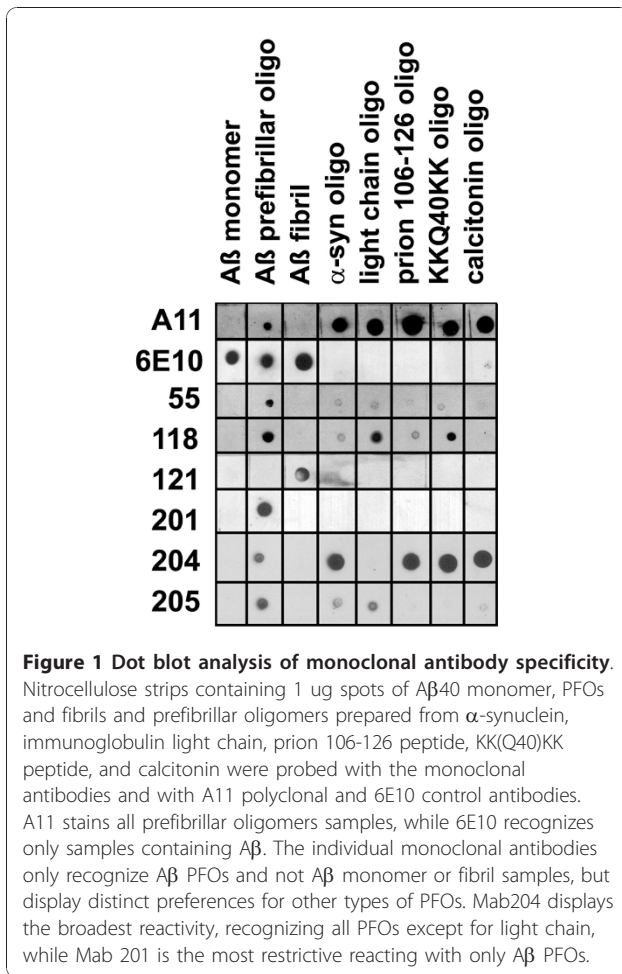 Aß monomer
Aß prefibrillar oligo
Aß fibril
α-syn oligo
light chain oligo
prion 106-126 oligo
KKQ40KK oligo
calcitonin oligo
A11
6E10
55
118
121
201
204
205
Figure 1 Dot blot analysis of monoclonal antibody specificity.
Nitrocellulose strips containing 1 ug spots of Aβ40 monomer, PFOs
and fibrils and prefibrillar oligomers prepared from α-synuclein,
immunoglobulin light chain, prion 106-126 peptide, KK(Q40)KK
peptide, and calcitonin were probed with the monoclonal
antibodies and with A11 polyclonal and 6E10 control antibodies.
A11 stains all prefibrillar oligomers samples, while 6E10 recognizes
only samples containing Aβ. The individual monoclonal antibodies
only recognize Aβ PFOs and not Aβ monomer or fibril samples, but
display distinct preferences for other types of PFOs. Mab204 displays
the broadest reactivity, recognizing all PFOs except for light chain,
while Mab 201 is the most restrictive reacting with only Aβ PFOs.